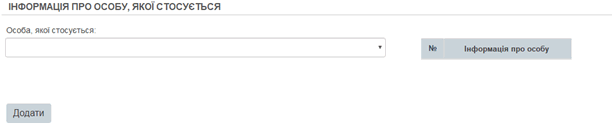 ІНФОРМАЦІЯ ПРО ОСОБУ, ЯКОЇ СТОСУЄТЬСЯ
Особа, якої стосується:
№ Інформація про особу
Додати